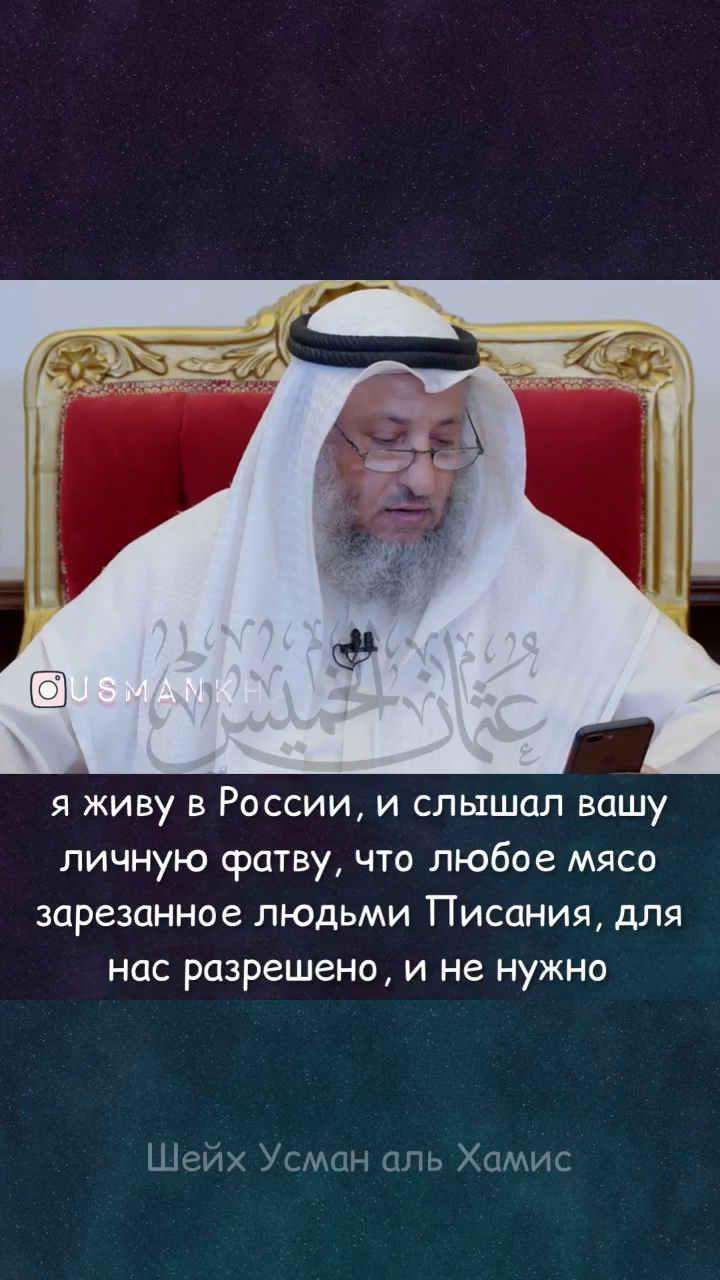 USMANKH
عثمان الخميس
я живу в России, и слышал вашу
личную фатву, что любое мясо
зарезанное людьми Писания, для
нас разрешено, и не нужно
Шейх Усман аль Хамис